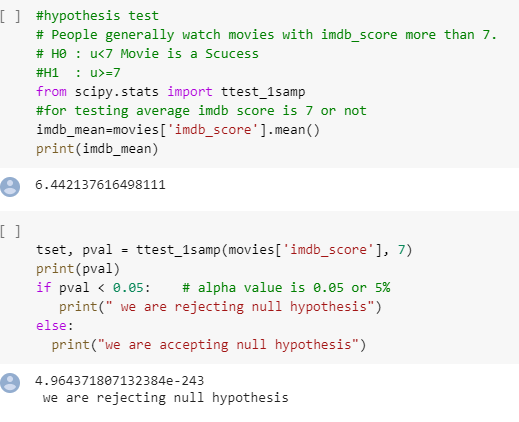 [ ] #hypothesis test
# People generally watch movies with imdb_score more than 7.
# H0 : u<7 Movie is a Scucess
#H1  : u>=7
from scipy.stats import ttest_1samp
#for testing average imdb score is 7 or not
imdb_mean=movies['imdb_score'].mean()
print(imdb_mean)
6.442137616498111
[ ]
tset, pval = ttest_1samp(movies['imdb_score'], 7)
print(pval)
if pval < 0.05:    # alpha value is 0.05 or 5%
   print(" we are rejecting null hypothesis")
else:
  print("we are accepting null hypothesis")
4.964371807132384e-243
 we are rejecting null hypothesis